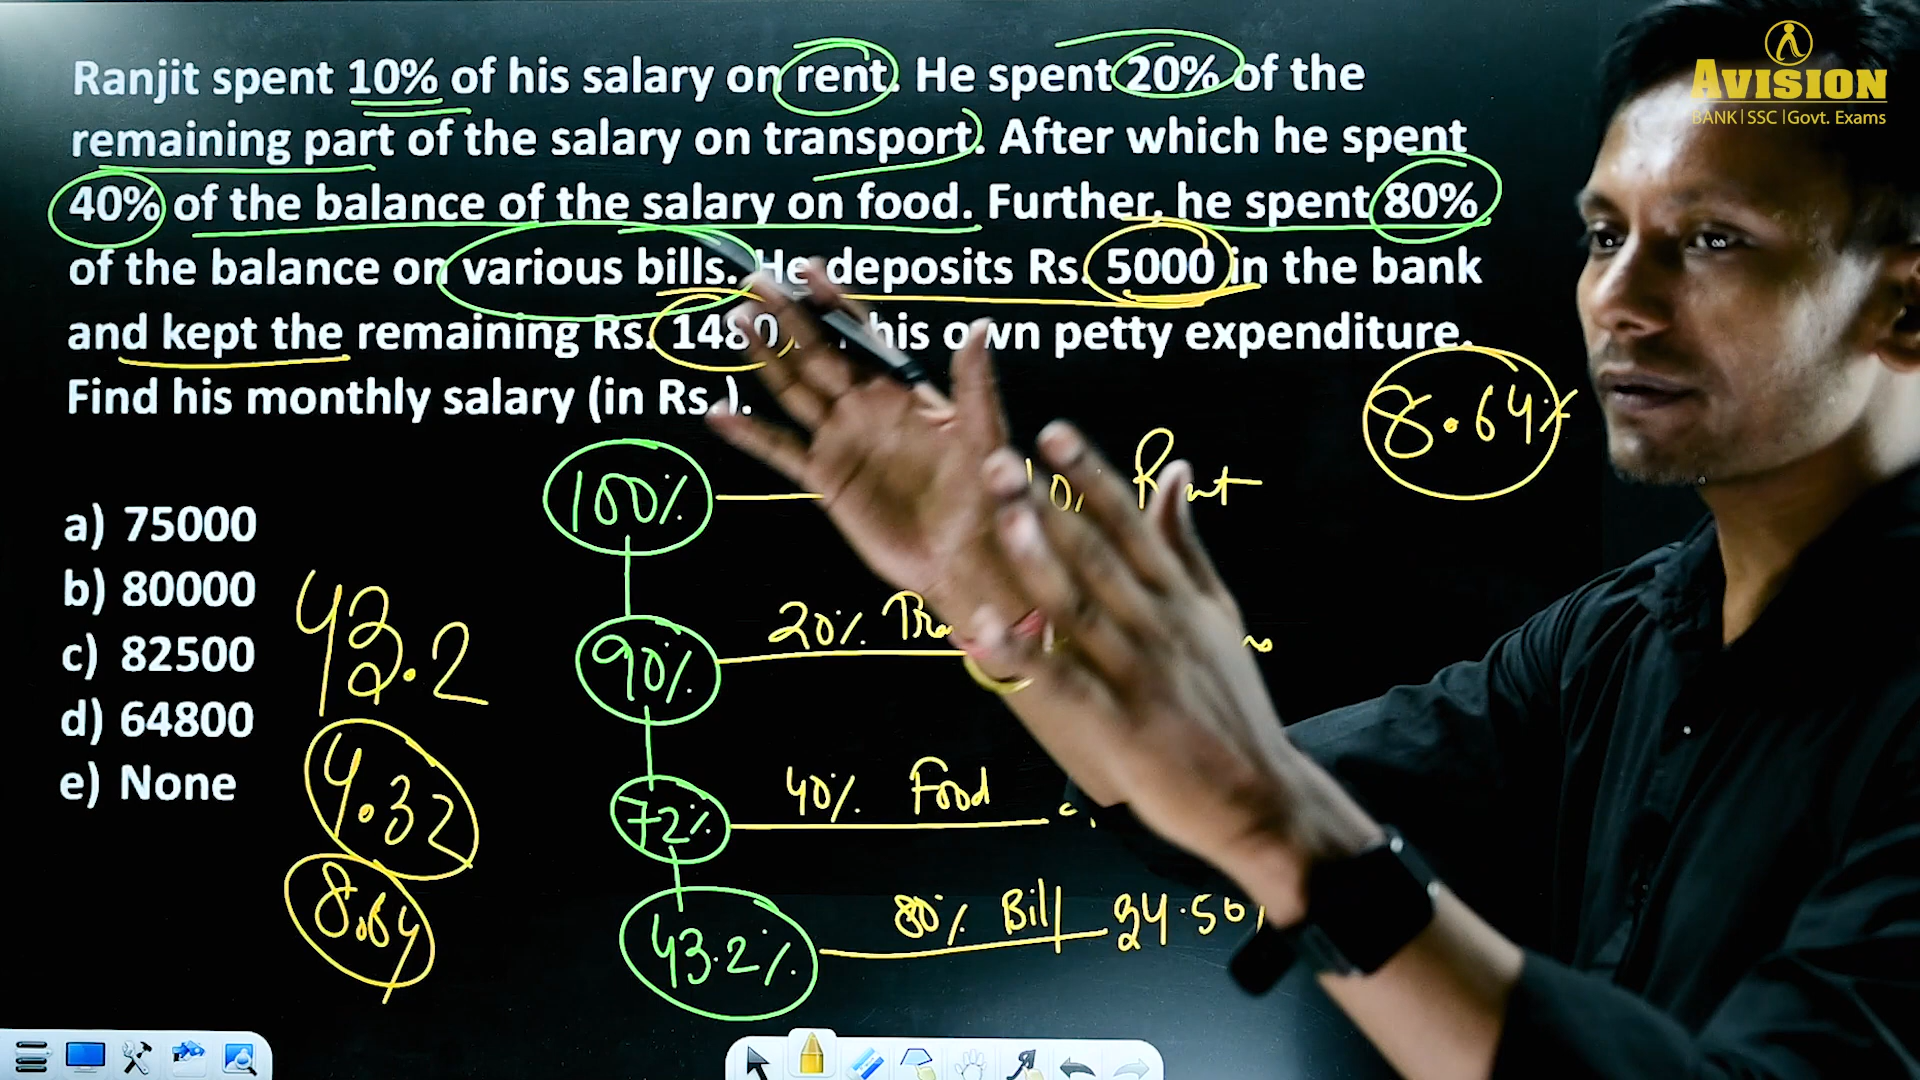 Ranjit spent 10% of his salary on rent. He spent 20% of the
remaining part of the salary on transport. After which he spent
40% of the balance of the salary on food. Further, he spent 80%
of the balance on various bills. He deposits Rs. 5000 in the bank
and kept the remaining Rs. 1480 his own petty expenditure.
Find his monthly salary (in Rs.).
a) 75000
b) 80000
c) 82500
d) 64800
e) None
43.2
4.32
8.64
100%
Rent
90%
20%
72%
40% Food
43.2%
80% Bill 34.56
8.64%
AVISION
BANK|SSC|Govt. Exams